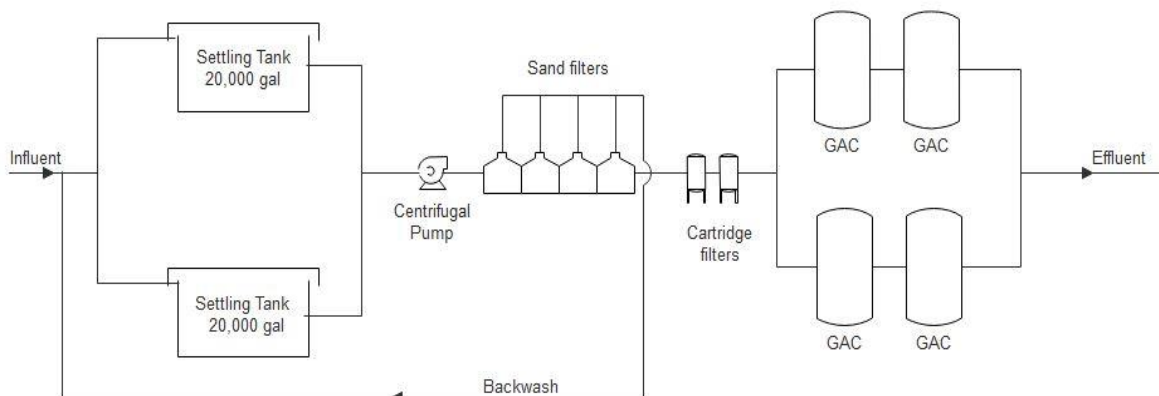 Settling Tank
20,000 gal
Sand filters
GAC
GAC
Influent
Effluent
Centrifugal
Pump
Cartridge
filters
Settling Tank
20,000 gal
GAC
GAC
Backwash